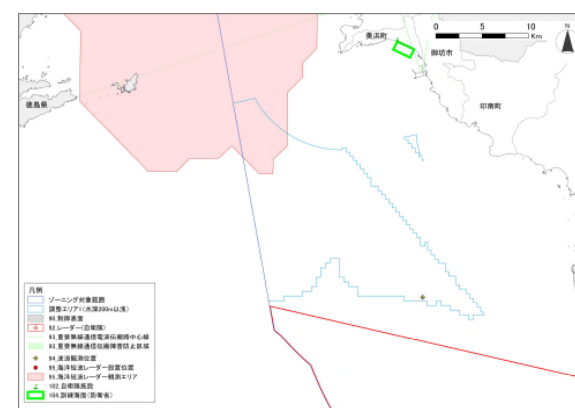 美浜町
0 5 10
Km
N
御坊市
徳島県
印南町
凡例
ゾーニング対象範囲
調整エリア1(水深200m以浅)
90_制御装置
92_レーダー(自衛隊)
93_重要無線通信電波伝搬路中心線
93_重要無線通信伝搬障害防止区域
94_波浪観測位置
95_海洋短波レーダー設置位置
95_海洋短波レーダー観測エリア
102_自衛隊施設
104_訓練海面(防衛省)